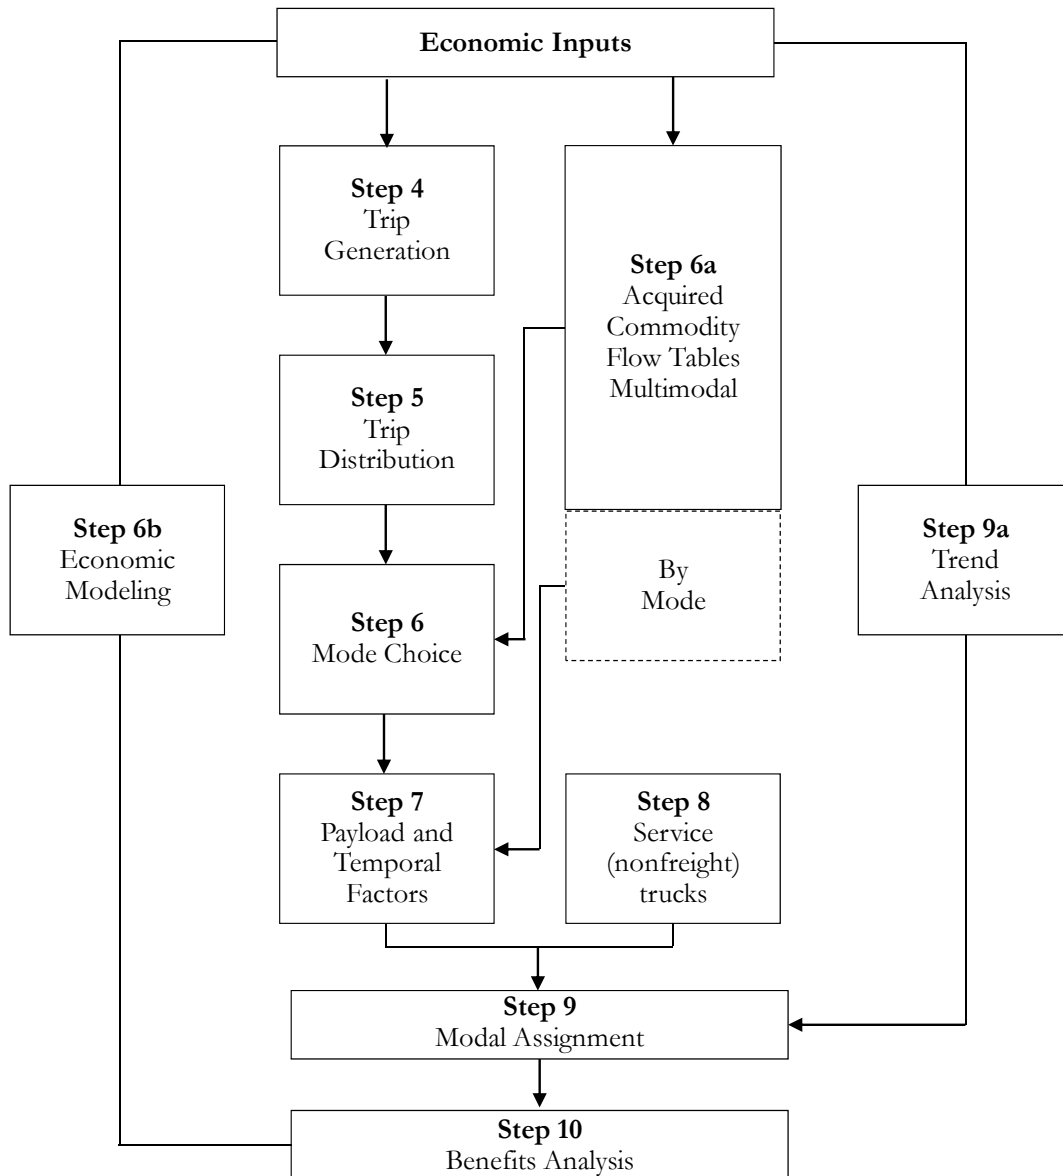 Economic Inputs
Step 4
Trip
Generation
Step 6a
Acquired
Commodity
Flow Tables
Multimodal
Step 5
Trip
Distribution
Step 6b
Economic
Modeling
By
Mode
Step 9a
Trend
Analysis
Step 6
Mode Choice
Step 7
Payload and
Temporal
Factors
Step 8
Service
(nonfreight)
trucks
Step 9
Modal Assignment
Step 10
Benefits Analysis